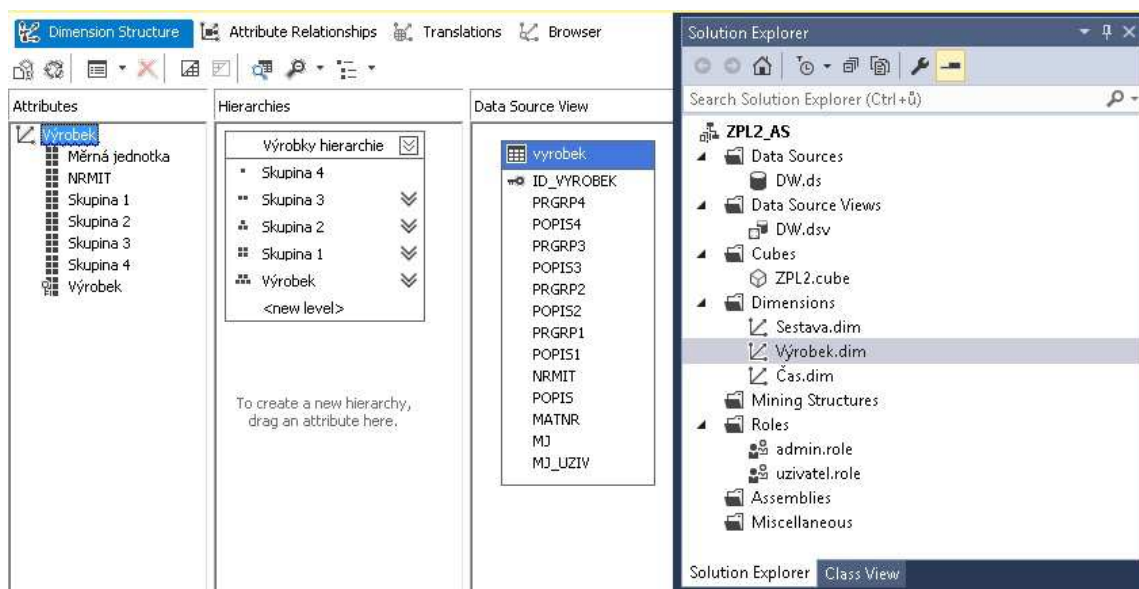 Dimension Structure
Attribute Relationships
Translations
Browser
Attributes
Výrobek
Měrná jednotka
NRMIT
Skupina 1
Skupina 2
Skupina 3
Skupina 4
Výrobek
Hierarchies
Výrobky hierarchie
Skupina 4
Skupina 3
Skupina 2
Skupina 1
Výrobek
<new level>
To create a new hierarchy,
drag an attribute here.
Data Source View
vyrobek
ID_VYROBEK
PRGRP4
POPIS4
PRGRP3
POPIS3
PRGRP2
POPIS2
PRGRP1
POPIS1
NRMIT
POPIS
MATNR
MJ
MJ_UZIV
Solution Explorer
Search Solution Explorer (Ctrl+ů)
ZPL2_AS
Data Sources
DW.ds
Data Source Views
DW.dsv
Cubes
ZPL2.cube
Dimensions
Sestava.dim
Výrobek.dim
Čas.dim
Mining Structures
Roles
admin.role
uzivatel.role
Assemblies
Miscellaneous
Solution Explorer
Class View